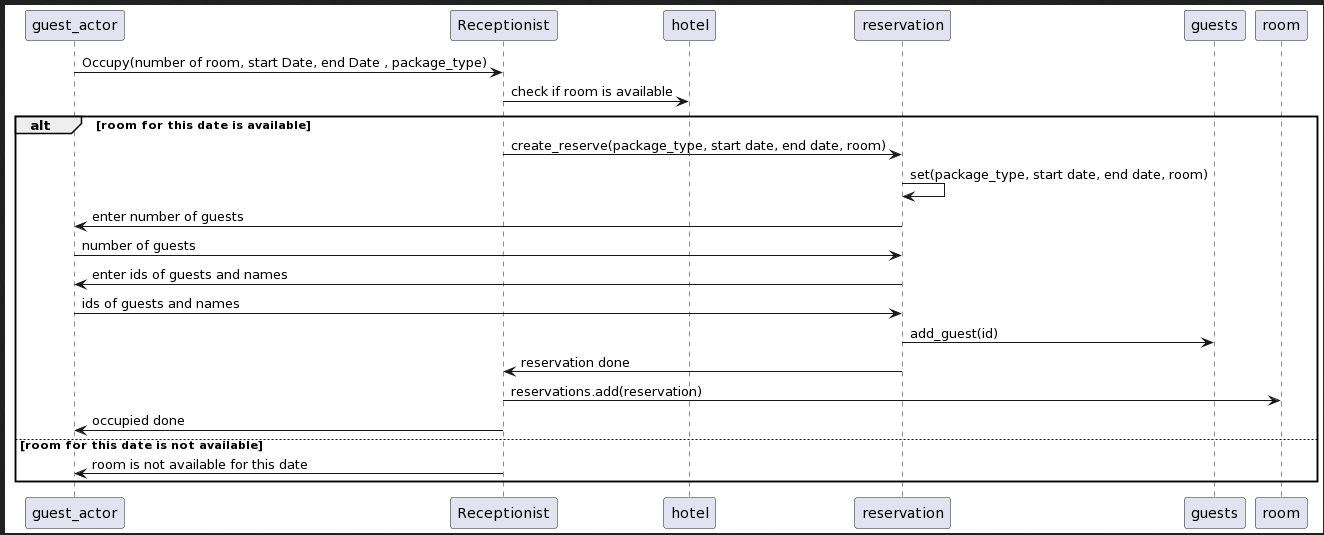 guest_actor Receptionist hotel reservation guests room
Occupy(number of room, start Date, end Date , package_type)
check if room is available
alt [room for this date is available]
create_reserve(package_type, start date, end date, room)
set(package_type, start date, end date, room)
enter number of guests
number of guests
enter ids of guests and names
ids of guests and names
add_guest(id)
reservation done
reservations.add(reservation)
occupied done
[room for this date is not available]
room is not available for this date
guest_actor Receptionist hotel reservation guests room